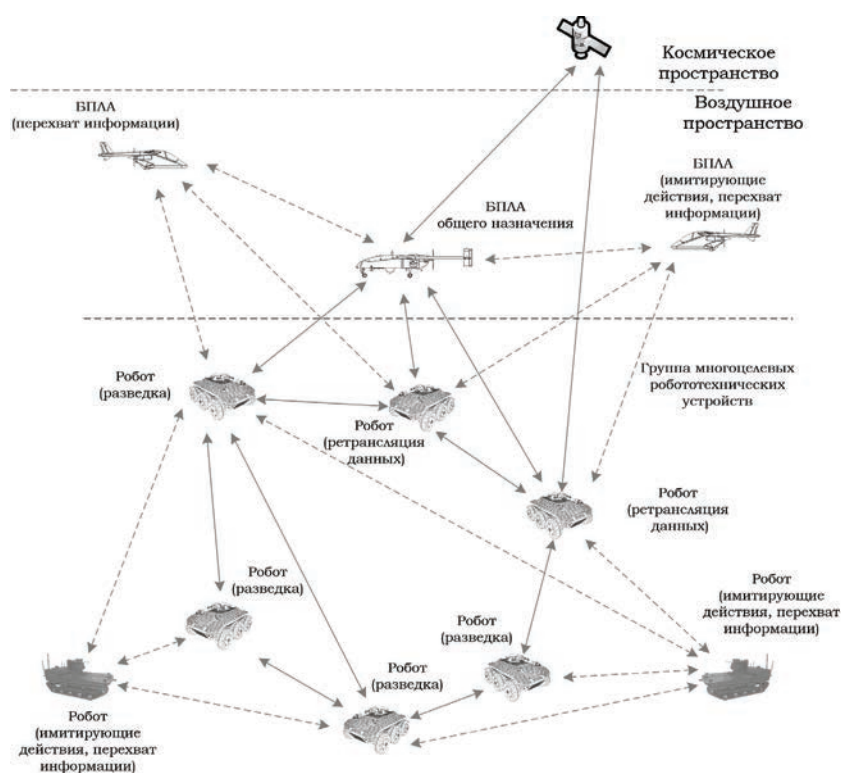 Космическое
пространство
Воздушное
пространство
БПЛА
(перехват информации)
БПЛА
(имитирующие
действия, перехват
информации)
БПЛА
общего назначения
Группа многоцелевых
робототехнических
устройств
Робот
(разведка)
Робот
(ретрансляция
данных)
Робот
(ретрансляция
данных)
Робот
(разведка)
Робот
(имитирующие
действия, перехват
информации)
Робот
(разведка)
Робот
(разведка)
Робот
(имитирующие
действия, перехват
информации)